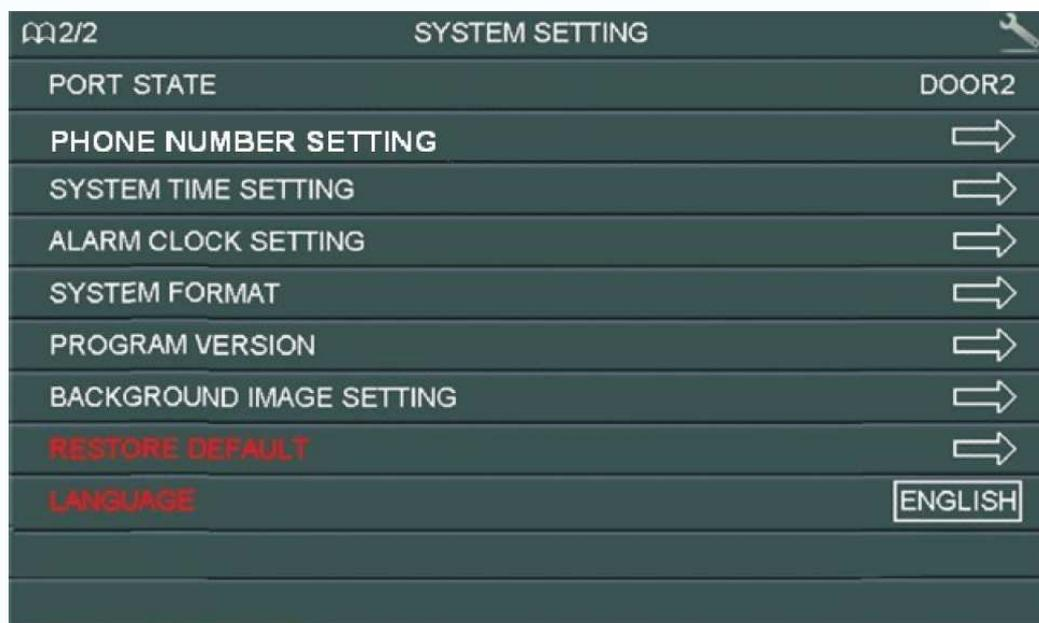 2/2 SYSTEM SETTING
PORT STATE DOOR2
PHONE NUMBER SETTING
SYSTEM TIME SETTING
ALARM CLOCK SETTING
SYSTEM FORMAT
PROGRAM VERSION
BACKGROUND IMAGE SETTING
RESTORE DEFAULT
LANGUAGE ENGLISH